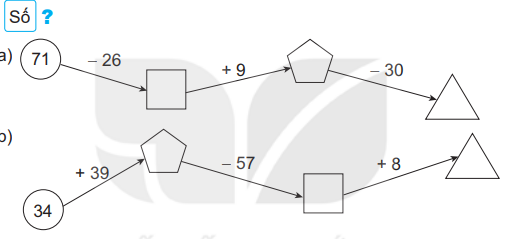 Số ?
a) 71 – 26 + 9 – 30
b) 34 + 39 – 57 + 8